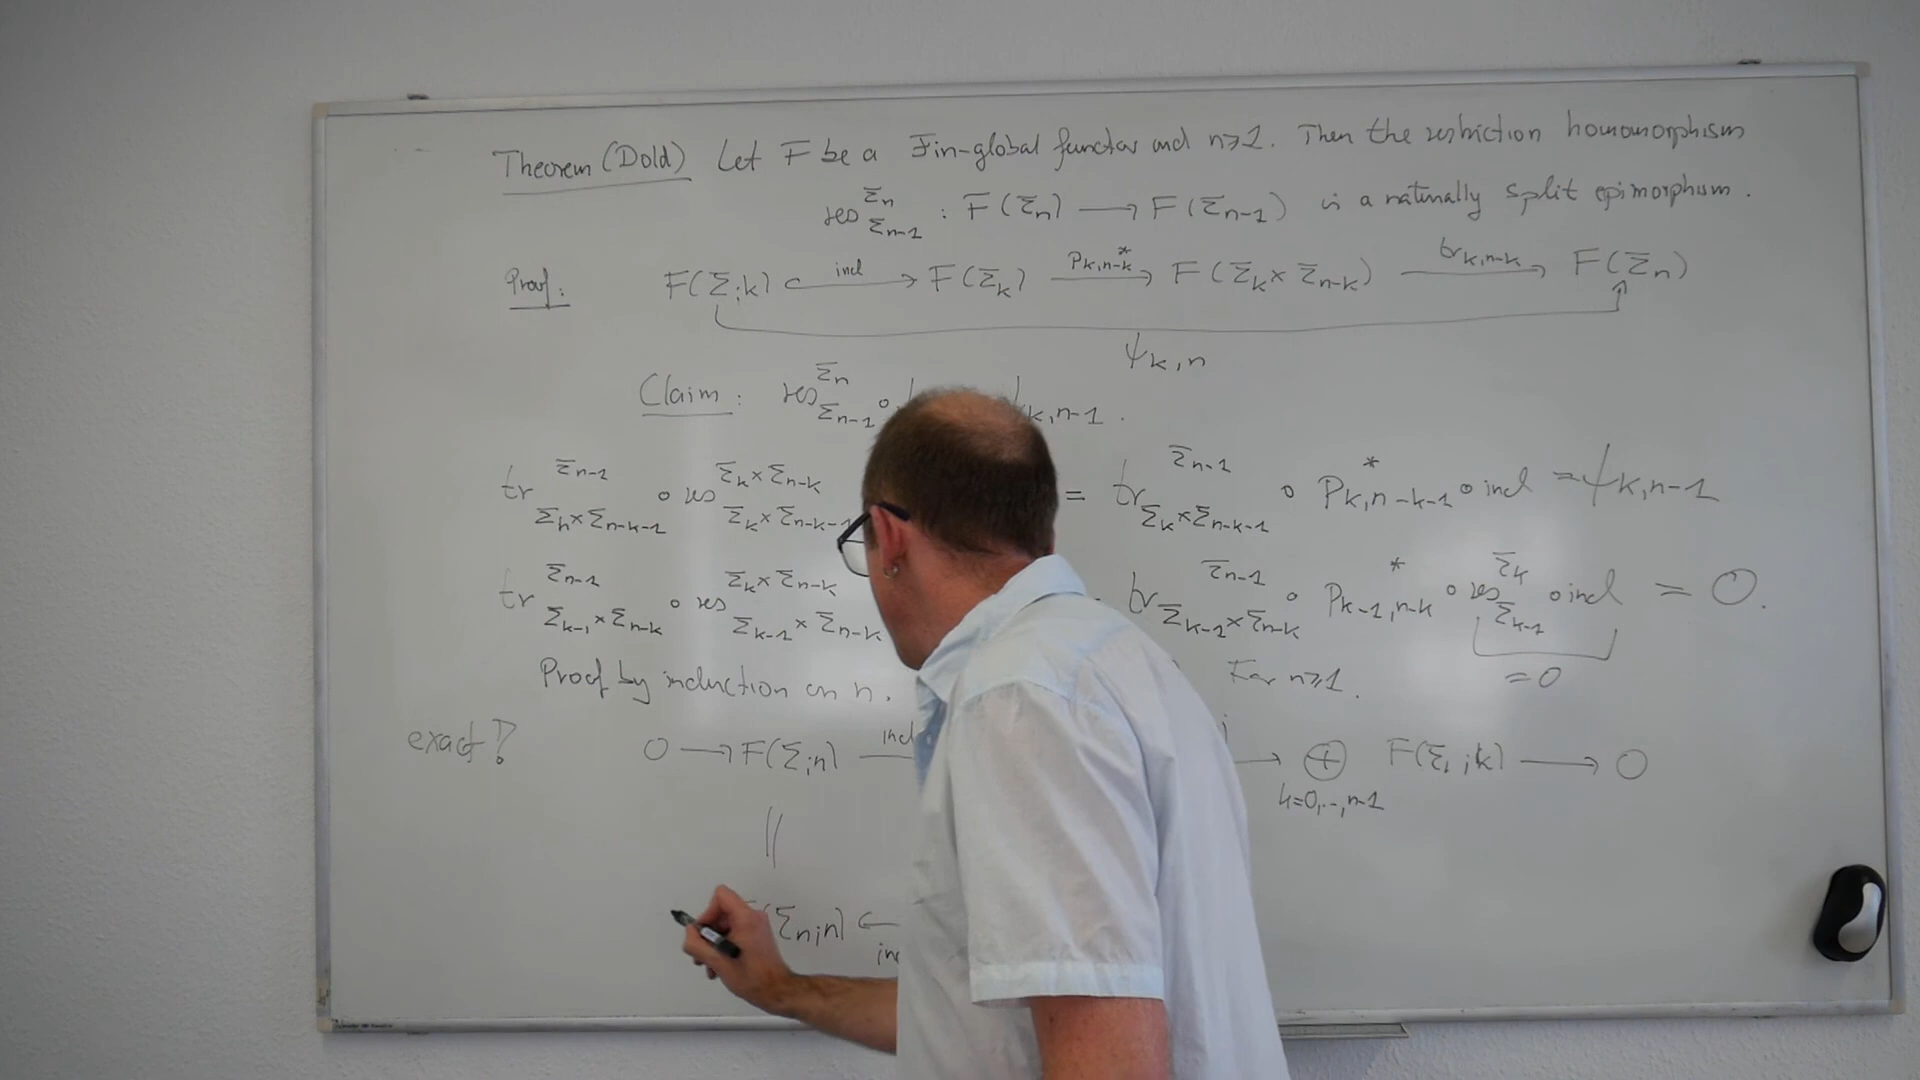 Theorem (Dold) Let F be a Fin-global functor and n≥1. Then the restriction homomorphism
res^{Σn}_{Σn-1} : F(Σn) → F(Σn-1) is a naturally split epimorphism.
Proof: F(Σ;k) ↪ incl F(Σk) → p*_{k,n-k} F(Σk × Σn-k) → tr_{k,n-k} F(Σn)
ψk,n
Claim: res^{Σn}_{Σn-1} ∘ k,n-1.
tr^{Σn-1}_{Σk×Σn-k-1} ∘ res^{Σk×Σn-k}_{Σk×Σn-k-1} = tr^{Σn-1}_{Σk×Σn-k-1} ∘ p*_{k,n-k-1} ∘ incl = ψk,n-1
tr^{Σn-1}_{Σk-1×Σn-k} ∘ res^{Σk×Σn-k}_{Σk-1×Σn-k} tr^{Σn-1}_{Σk-1×Σn-k} ∘ p*_{k-1,n-k} ∘ res^{Σk}_{Σk-1} ∘ incl = 0.
Proof by induction on n. For n≥1. = 0
exact? 0 → F(Σ;n) incl → ⊕_{k=0,...,n-1} F(Σ;k) → 0
||
(Σn;n) ↩